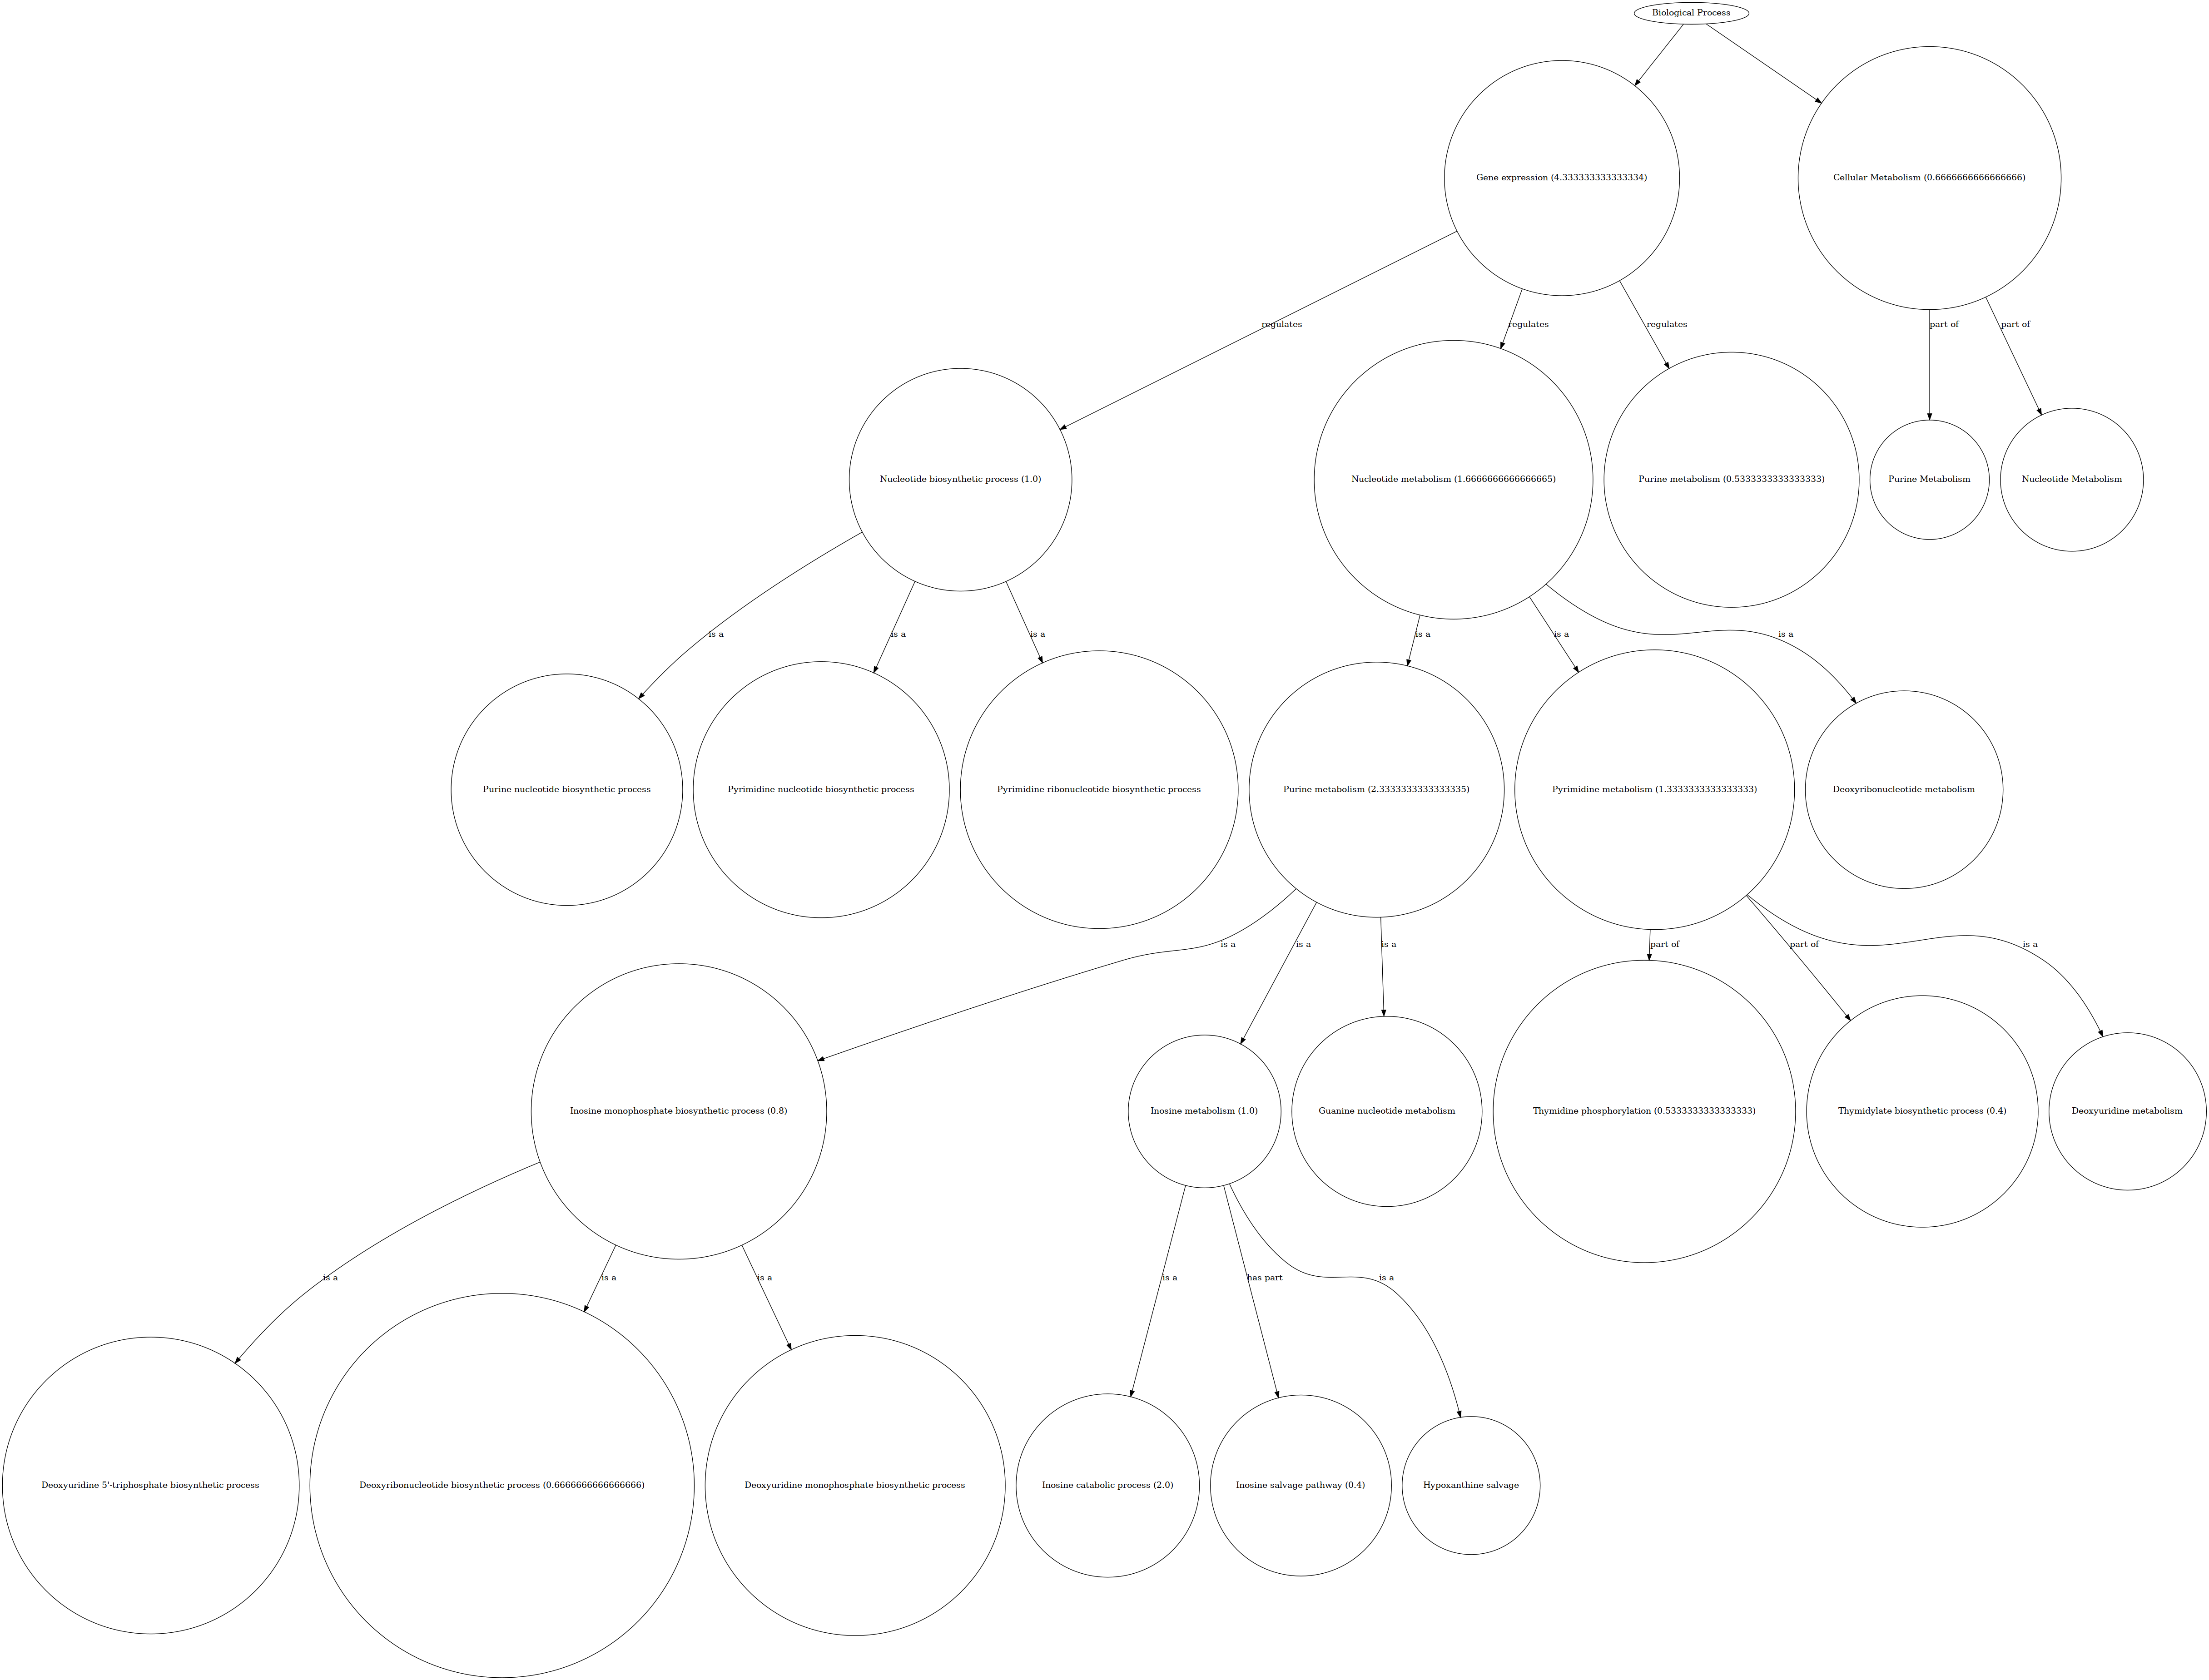 Biological Process
Gene expression (4.333333333333334)
Cellular Metabolism (0.6666666666666666)
regulates
regulates
regulates
part of
part of
Nucleotide biosynthetic process (1.0)
Nucleotide metabolism (1.6666666666666665)
Purine metabolism (0.5333333333333333)
Purine Metabolism
Nucleotide Metabolism
is a
is a
is a
is a
is a
is a
Purine nucleotide biosynthetic process
Pyrimidine nucleotide biosynthetic process
Pyrimidine ribonucleotide biosynthetic process
Purine metabolism (2.3333333333333335)
Pyrimidine metabolism (1.3333333333333333)
Deoxyribonucleotide metabolism
is a
is a
is a
part of
part of
is a
Inosine monophosphate biosynthetic process (0.8)
Inosine metabolism (1.0)
Guanine nucleotide metabolism
Thymidine phosphorylation (0.5333333333333333)
Thymidylate biosynthetic process (0.4)
Deoxyuridine metabolism
is a
is a
is a
is a
has part
is a
Deoxyuridine 5'-triphosphate biosynthetic process
Deoxyribonucleotide biosynthetic process (0.6666666666666666)
Deoxyuridine monophosphate biosynthetic process
Inosine catabolic process (2.0)
Inosine salvage pathway (0.4)
Hypoxanthine salvage